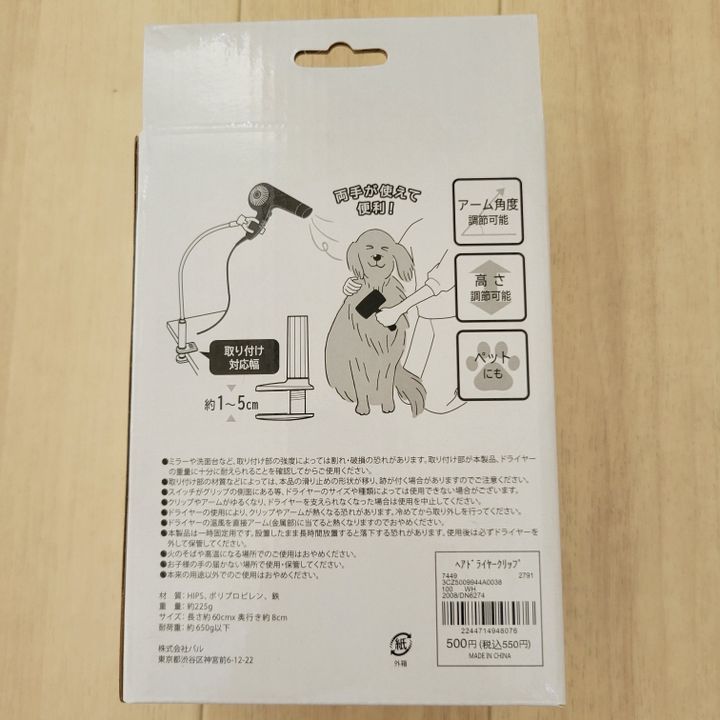 両手が使えて
便利!
アーム角度
調節可能
高さ
調節可能
ペット
にも
取り付け
対応幅
約1〜5cm
●ミラーや洗面台など、取り付け部の強度によっては割れ・破損の恐れがあります。取り付け部が本製品、ドライヤー
の重量に十分に耐えられることを確認してからご使用ください。
●取り付け部の材質などによっては、本品の滑り止めの形状が移り、跡が付く場合がありますのでご注意ください。
●スイッチがグリップの側面にある等、ドライヤーのサイズや種類によっては使用できない場合がございます。
●クリップやアームがゆるくなり、ドライヤーを支えられなくなった場合は使用を中止してください。
●ドライヤーの使用により、クリップやアームが熱くなる恐れがあります。冷めてから取り外しを行ってください。
●ドライヤーの温風を直接アーム(金属部)に当てると熱くなりますのでおやめください。
●本製品は一時固定用です。設置したまま長時間放置すると落下する恐れがあります。使用後は必ずドライヤーを
外して保管してください。
●火のそばや高温になる場所でのご使用はおやめください。
●お子様の手の届かない場所で使用・保管してください。
●本来の用途以外でのご使用はおやめください。
材 質:HIPS、ポリプロピレン、鉄
重 量:約225g
サイズ:長さ約60cm×奥行き約8cm
耐荷重:約650g以下
株式会社パル
東京都渋谷区神宮前6-12-22
紙
外箱
ヘアドライヤークリップ
7449 2791
3CZ5009944A0038
100 WH
2008/DN6274
2244714948076
500円(税込550円)
MADE IN CHINA